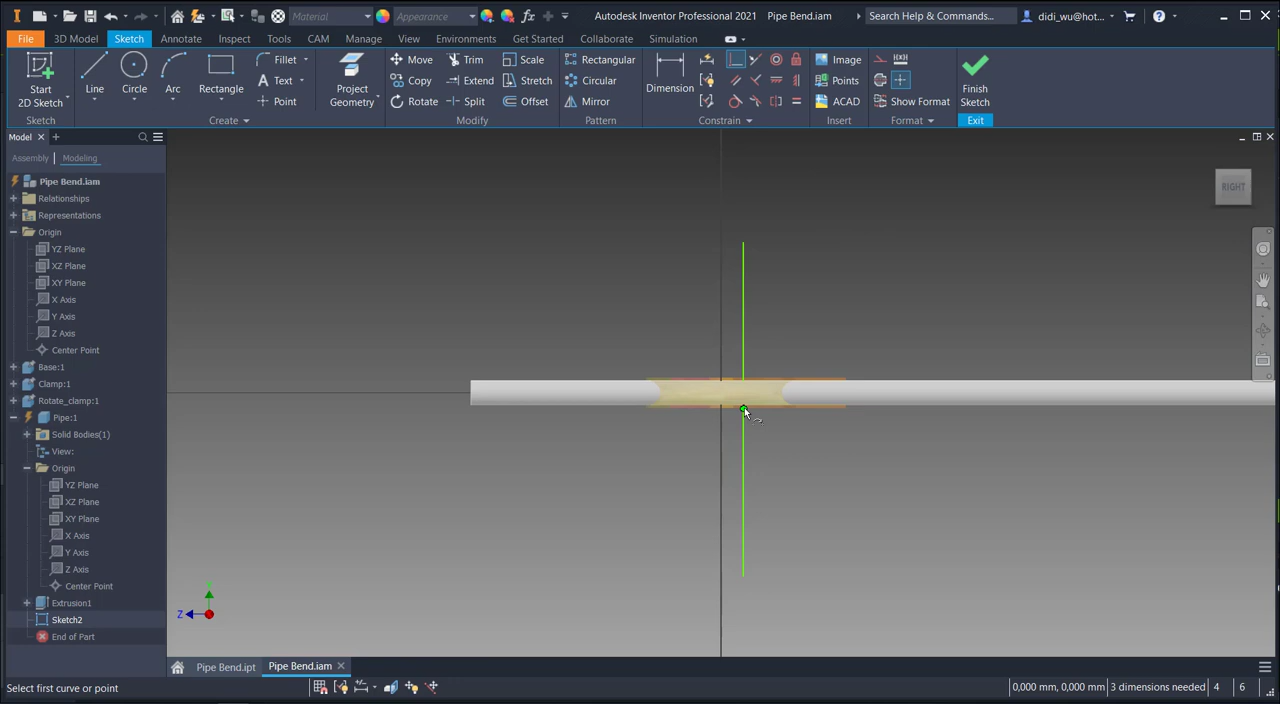 Material
Appearance
Autodesk Inventor Professional 2021 Pipe Bend.iam
Search Help & Commands...
didi_wu@hot...
File 3D Model Sketch Annotate Inspect Tools CAM Manage View Environments Get Started Collaborate Simulation
Start
2D Sketch
Line
Circle
Arc
Rectangle
Fillet
Text
Point
Project
Geometry
Move
Copy
Rotate
Trim
Extend
Split
Scale
Stretch
Offset
Rectangular
Circular
Mirror
Dimension
Image
Points
ACAD
Show Format
Finish
Sketch
Sketch Create Modify Pattern Constrain Insert Format Exit
Model
Assembly Modeling
Pipe Bend.iam
Relationships
Representations
Origin
YZ Plane
XZ Plane
XY Plane
X Axis
Y Axis
Z Axis
Center Point
Base:1
Clamp:1
Rotate_clamp:1
Pipe:1
Solid Bodies(1)
View:
Origin
YZ Plane
XZ Plane
XY Plane
X Axis
Y Axis
Z Axis
Center Point
Extrusion1
Sketch2
End of Part
RIGHT
Z
Pipe Bend.ipt Pipe Bend.iam
Select first curve or point
0,000 mm, 0,000 mm 3 dimensions needed 4 6